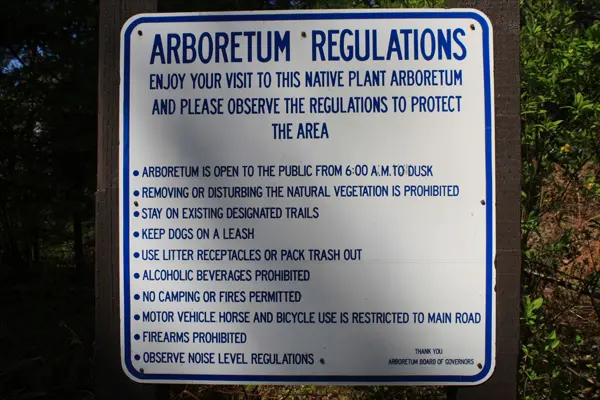 ARBORETUM REGULATIONS
ENJOY YOUR VISIT TO THIS NATIVE PLANT ARBORETUM
AND PLEASE OBSERVE THE REGULATIONS TO PROTECT
THE AREA
• ARBORETUM IS OPEN TO THE PUBLIC FROM 6:00 A.M. TO DUSK
• REMOVING OR DISTURBING THE NATURAL VEGETATION IS PROHIBITED
• STAY ON EXISTING DESIGNATED TRAILS
• KEEP DOGS ON A LEASH
• USE LITTER RECEPTACLES OR PACK TRASH OUT
• ALCOHOLIC BEVERAGES PROHIBITED
• NO CAMPING OR FIRES PERMITTED
• MOTOR VEHICLE HORSE AND BICYCLE USE IS RESTRICTED TO MAIN ROAD
• FIREARMS PROHIBITED
• OBSERVE NOISE LEVEL REGULATIONS
THANK YOU
ARBORETUM BOARD OF GOVERNORS